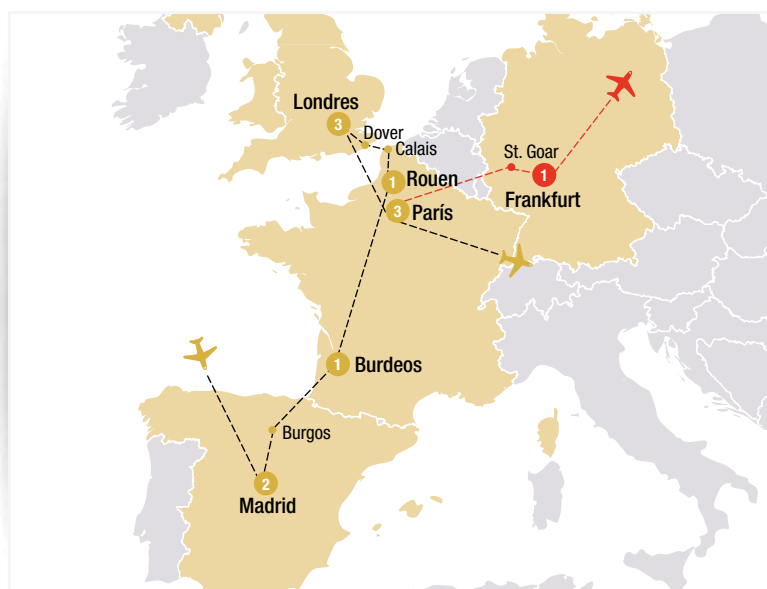 Londres
3
Dover
Calais
St. Goar
1
Rouen
1
Frankfurt
3
París
1
Burdeos
Burgos
2
Madrid